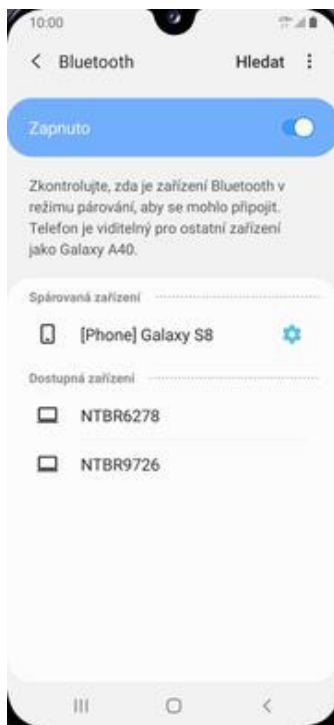 10:00
Bluetooth
Hledat
Zapnuto
Zkontrolujte, zda je zařízení Bluetooth v
režimu párování, aby se mohlo připojit.
Telefon je viditelný pro ostatní zařízení
jako Galaxy A40.
Spárovaná zařízení
[Phone] Galaxy S8
Dostupná zařízení
NTBR6278
NTBR9726